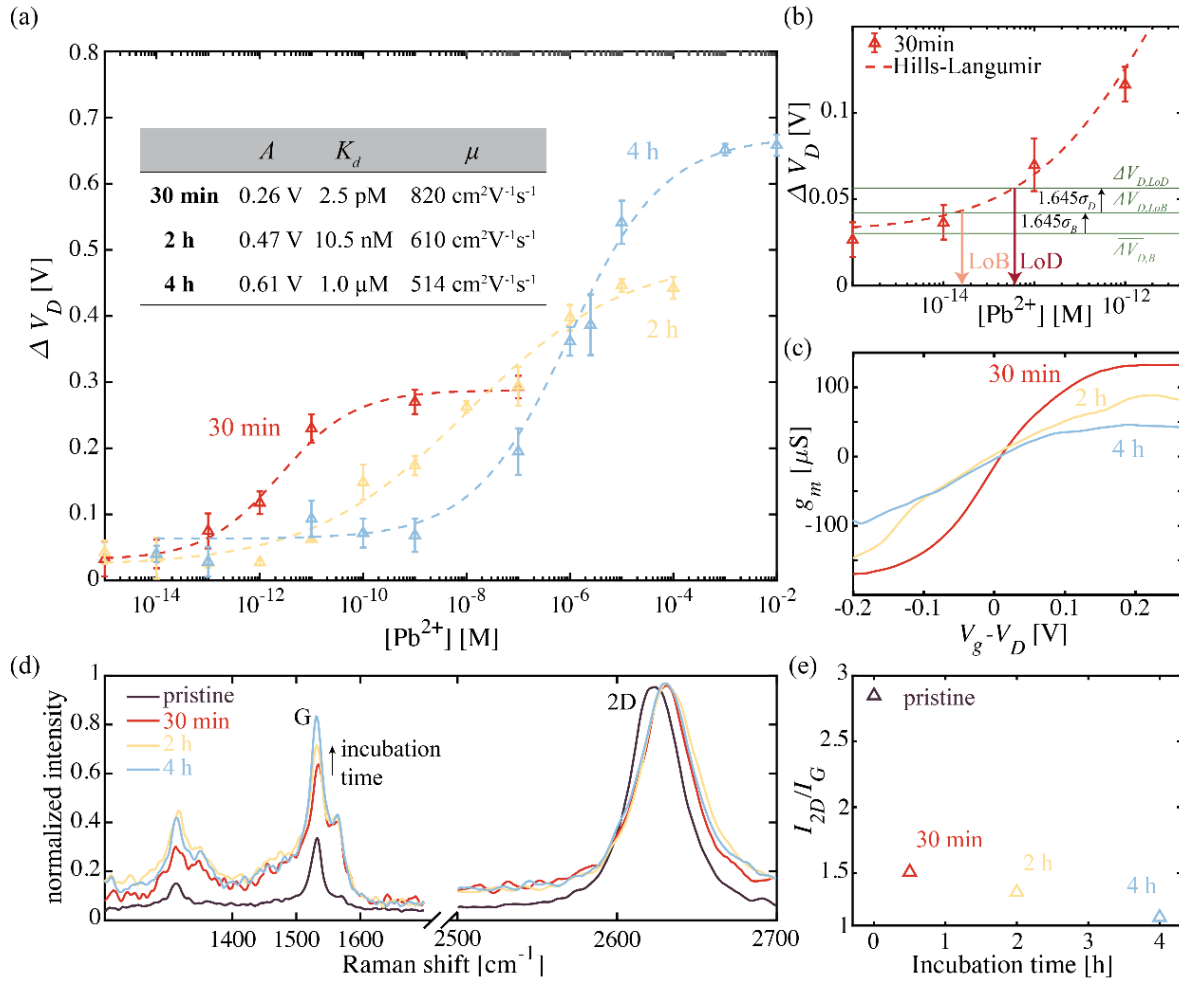 (a)
0.8
0.7
0.6
0.5
0.4
0.3
0.2
0.1
0
Δ V_D [V]
A K_d μ
30 min 0.26 V 2.5 pM 820 cm²V⁻¹s⁻¹
2 h 0.47 V 10.5 nM 610 cm²V⁻¹s⁻¹
4 h 0.61 V 1.0 µM 514 cm²V⁻¹s⁻¹
4 h
2 h
30 min
10⁻¹⁴ 10⁻¹² 10⁻¹⁰ 10⁻⁸ 10⁻⁶ 10⁻⁴ 10⁻²
[Pb²⁺] [M]
(b)
30min
Hills-Langumir
0.1
0.05
0
Δ V_D [V]
ΔV_{D,LoD}
1.645σ_D
ΔV_{D,LoB}
1.645σ_B
\overline{ΔV}_{D,B}
LoB LoD
10⁻¹⁴ 10⁻¹²
[Pb²⁺] [M]
(c)
30 min
2 h
4 h
100
0
-100
g_m [µS]
-0.2 -0.1 0 0.1 0.2
V_g-V_D [V]
(d)
pristine
30 min
2 h
4 h
G
incubation
time
2D
1
0.8
0.6
0.4
0.2
0
normalized intensity
1400 1500 1600 2500 2600 2700
Raman shift [cm⁻¹]
(e)
3
2.5
2
1.5
1
I_{2D}/I_G
pristine
30 min
2 h
4 h
0 1 2 3 4
Incubation time [h]